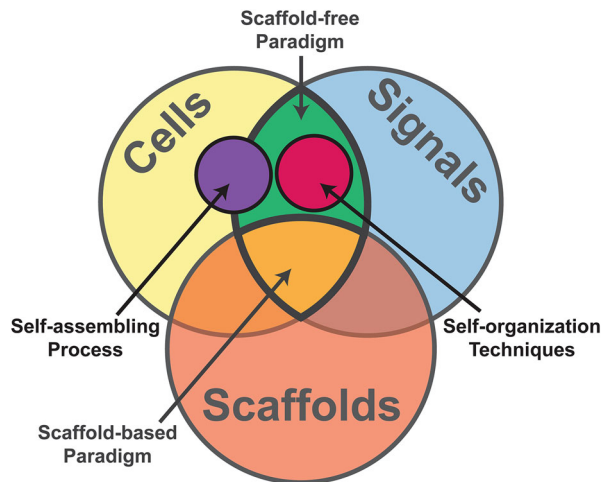 Scaffold-free
Paradigm
Cells
Signals
Self-assembling
Process
Self-organization
Techniques
Scaffolds
Scaffold-based
Paradigm